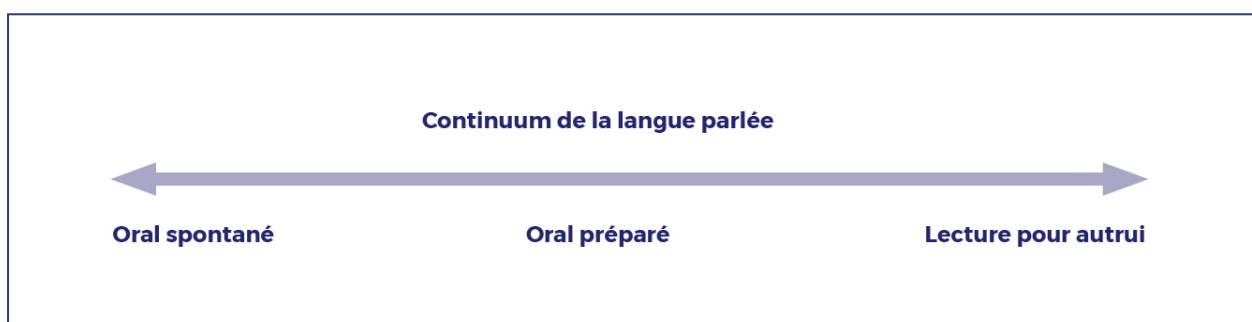 Continuum de la langue parlée
Oral spontané
Oral préparé
Lecture pour autrui